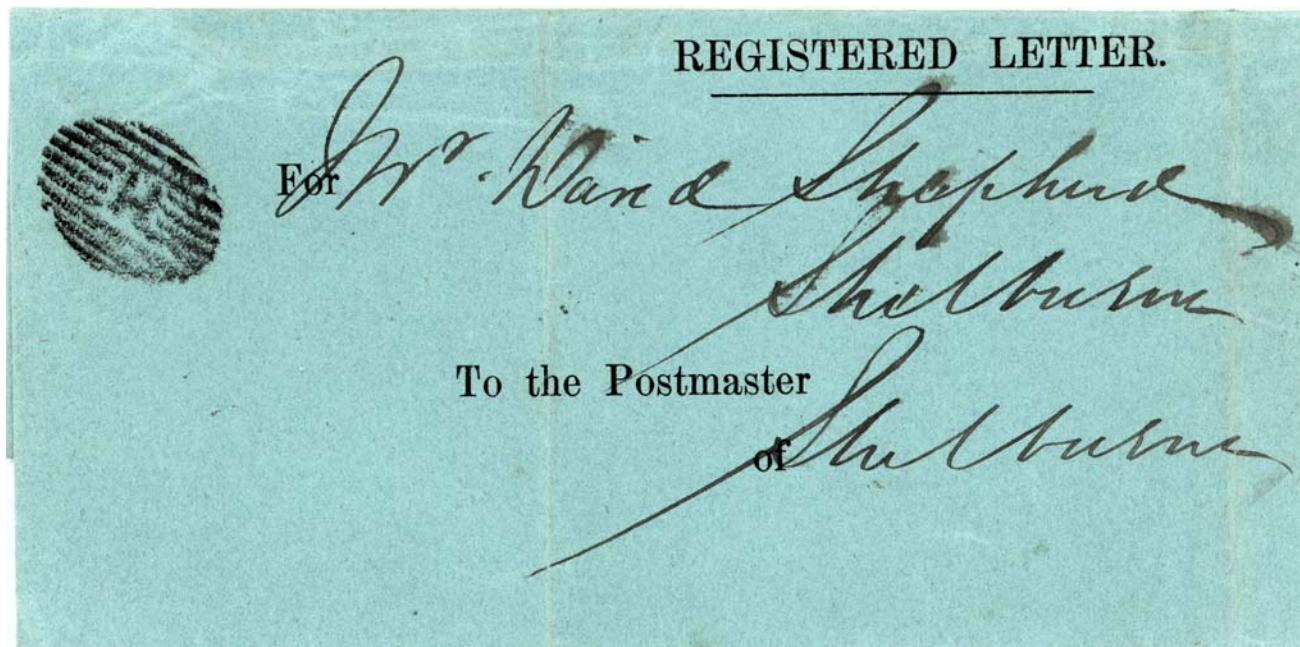 REGISTERED LETTER.
For Mr. David Shepherd
Shelburne
To the Postmaster
of Shelburne
H